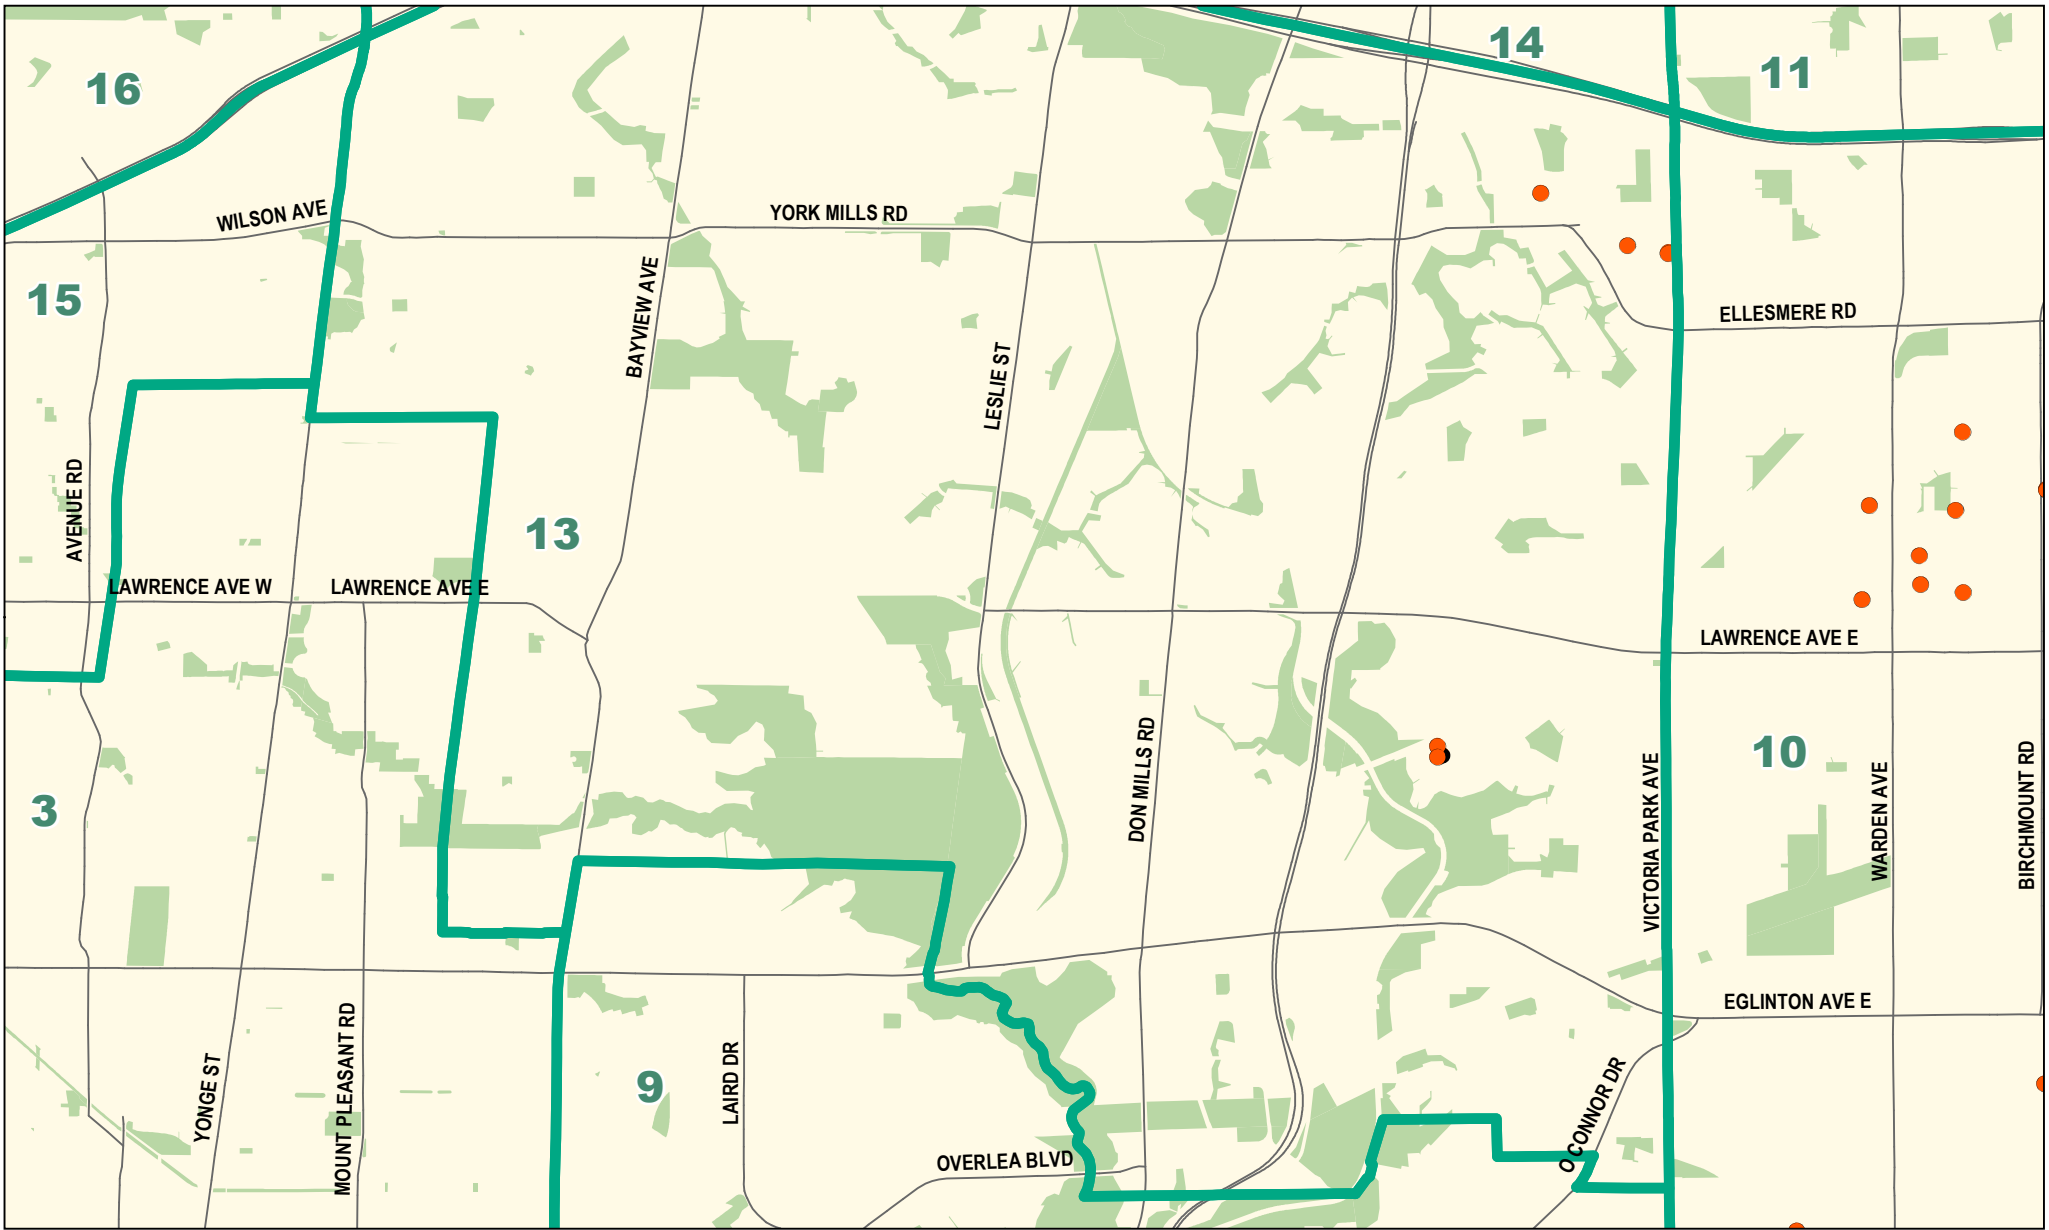 14
11
16
WILSON AVE
YORK MILLS RD
15
BAYVIEW AVE
ELLESMERE RD
LESLIE ST
AVENUE RD
13
LAWRENCE AVE W
LAWRENCE AVE E
LAWRENCE AVE E
10
DON MILLS RD
VICTORIA PARK AVE
WARDEN AVE
BIRCHMOUNT RD
3
EGLINTON AVE E
YONGE ST
MOUNT PLEASANT RD
9
LAIRD DR
O CONNOR DR
OVERLEA BLVD